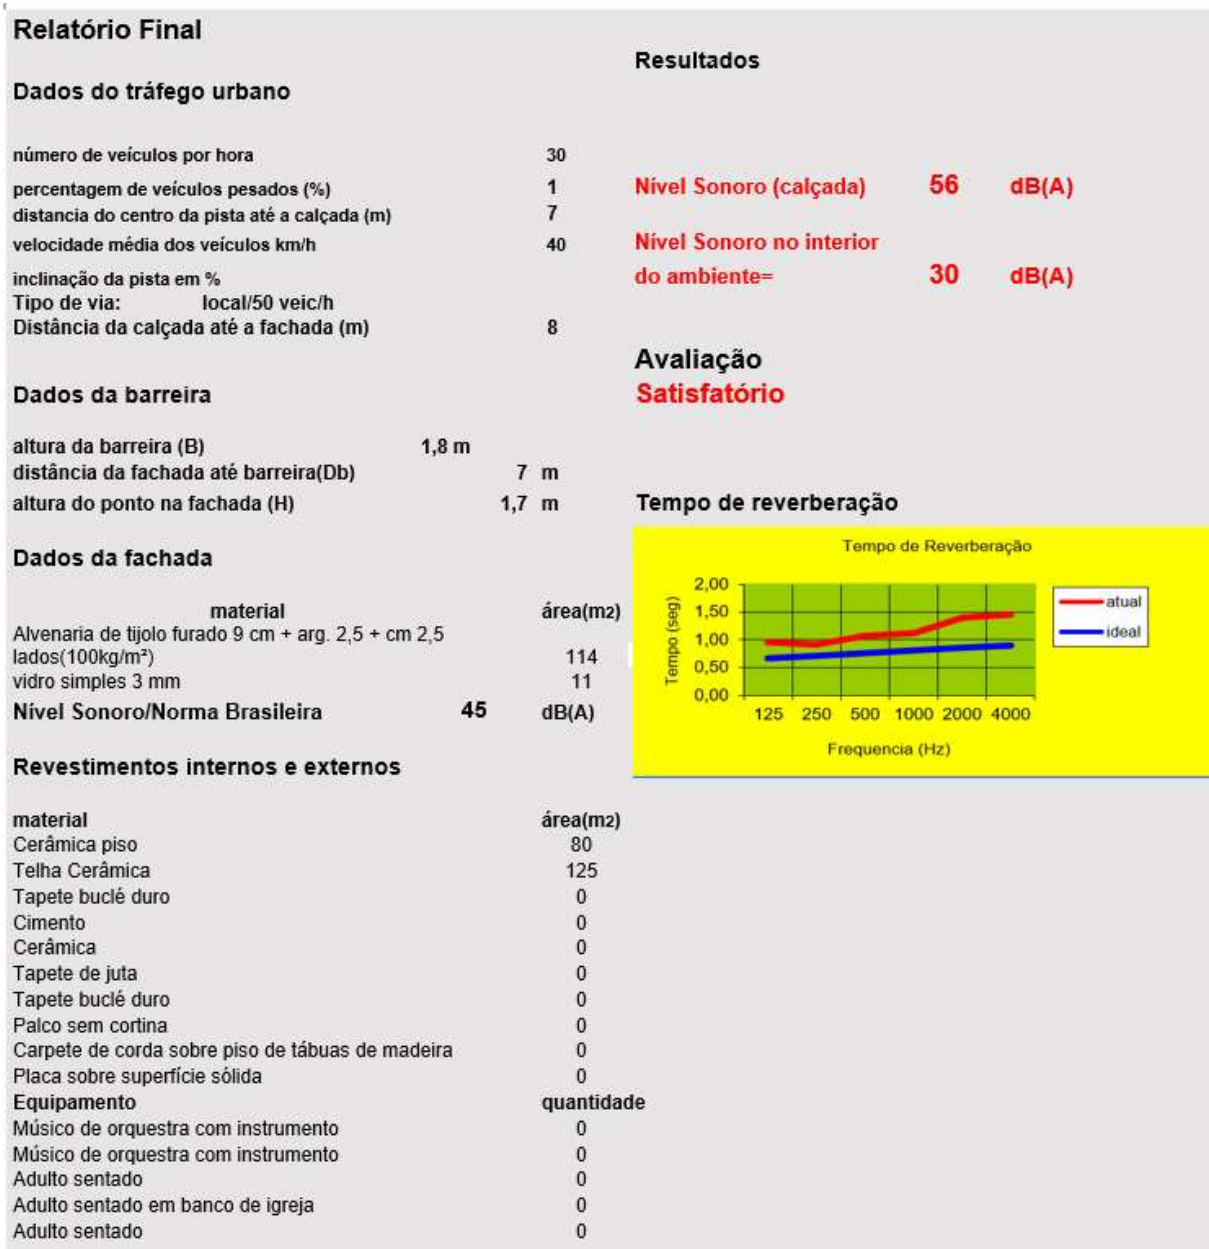 Relatório Final
Dados do tráfego urbano
número de veículos por hora 30
percentagem de veículos pesados (%) 1
distancia do centro da pista até a calçada (m) 7
velocidade média dos veículos km/h 40
inclinação da pista em %
Tipo de via: local/50 veic/h
Distância da calçada até a fachada (m) 8
Dados da barreira
altura da barreira (B) 1,8 m
distância da fachada até barreira(Db) 7 m
altura do ponto na fachada (H) 1,7 m
Dados da fachada
material área(m2)
Alvenaria de tijolo furado 9 cm + arg. 2,5 + cm 2,5
lados(100kg/m²) 114
vidro simples 3 mm 11
Nível Sonoro/Norma Brasileira 45 dB(A)
Revestimentos internos e externos
material área(m2)
Cerâmica piso 80
Telha Cerâmica 125
Tapete buclé duro 0
Cimento 0
Cerâmica 0
Tapete de juta 0
Tapete buclé duro 0
Palco sem cortina 0
Carpete de corda sobre piso de tábuas de madeira 0
Placa sobre superfície sólida 0
Equipamento quantidade
Músico de orquestra com instrumento 0
Músico de orquestra com instrumento 0
Adulto sentado 0
Adulto sentado em banco de igreja 0
Adulto sentado 0
Resultados
Nível Sonoro (calçada) 56 dB(A)
Nível Sonoro no interior
do ambiente= 30 dB(A)
Avaliação
Satisfatório
Tempo de reverberação
Tempo de Reverberação
Tempo (seg)
2,00
1,50
1,00
0,50
0,00
125 250 500 1000 2000 4000
Frequencia (Hz)
atual
ideal